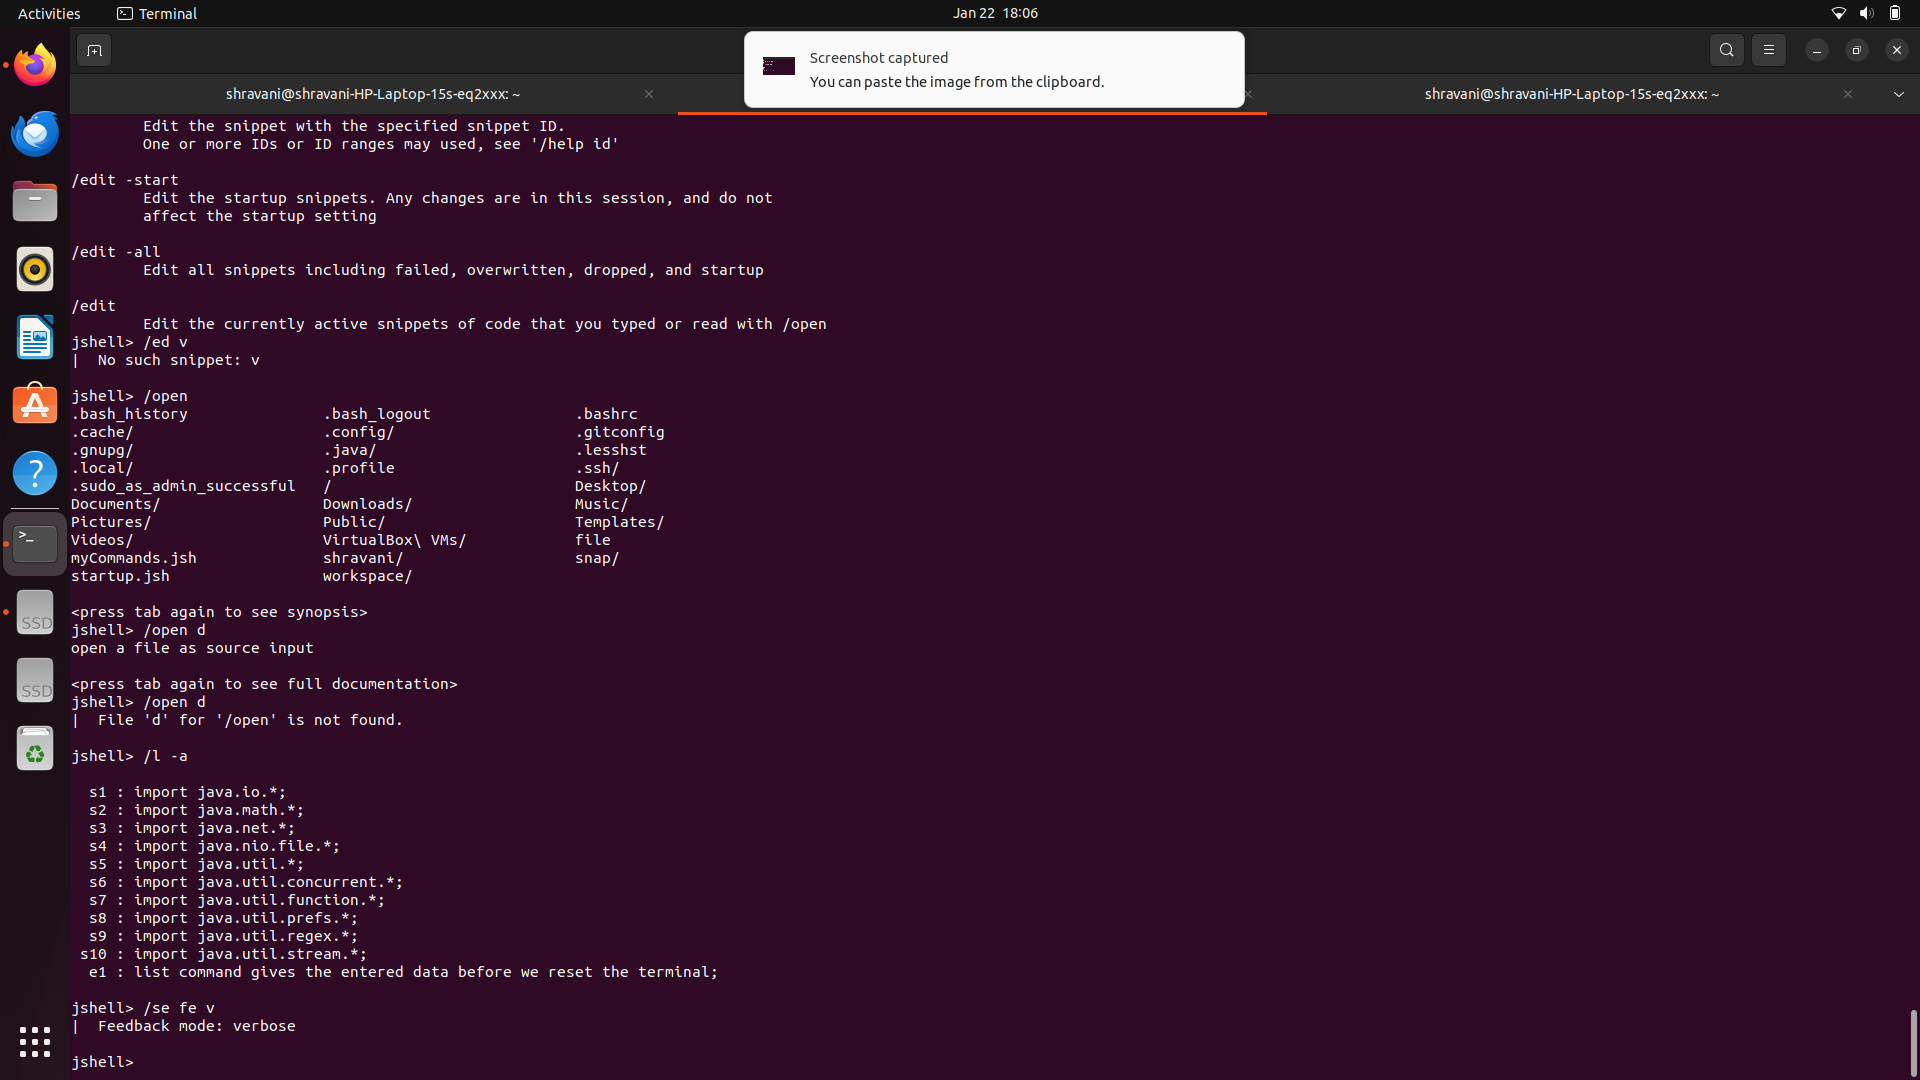 Activities Terminal Jan 22 18:06
Screenshot captured
You can paste the image from the clipboard.
shravani@shravani-HP-Laptop-15s-eq2xxx: ~ shravani@shravani-HP-Laptop-15s-eq2xxx: ~
Edit the snippet with the specified snippet ID.
One or more IDs or ID ranges may used, see '/help id'
/edit -start
Edit the startup snippets. Any changes are in this session, and do not
affect the startup setting
/edit -all
Edit all snippets including failed, overwritten, dropped, and startup
/edit
Edit the currently active snippets of code that you typed or read with /open
jshell> /ed v
| No such snippet: v
jshell> /open
.bash_history .bash_logout .bashrc
.cache/ .config/ .gitconfig
.gnupg/ .java/ .lesshst
.local/ .profile .ssh/
.sudo_as_admin_successful / Desktop/
Documents/ Downloads/ Music/
Pictures/ Public/ Templates/
Videos/ VirtualBox\ VMs/ file
myCommands.jsh shravani/ snap/
startup.jsh workspace/
<press tab again to see synopsis>
jshell> /open d
open a file as source input
<press tab again to see full documentation>
jshell> /open d
| File 'd' for '/open' is not found.
jshell> /l -a
s1 : import java.io.*;
s2 : import java.math.*;
s3 : import java.net.*;
s4 : import java.nio.file.*;
s5 : import java.util.*;
s6 : import java.util.concurrent.*;
s7 : import java.util.function.*;
s8 : import java.util.prefs.*;
s9 : import java.util.regex.*;
s10 : import java.util.stream.*;
e1 : list command gives the entered data before we reset the terminal;
jshell> /se fe v
| Feedback mode: verbose
jshell>
SSD
SSD